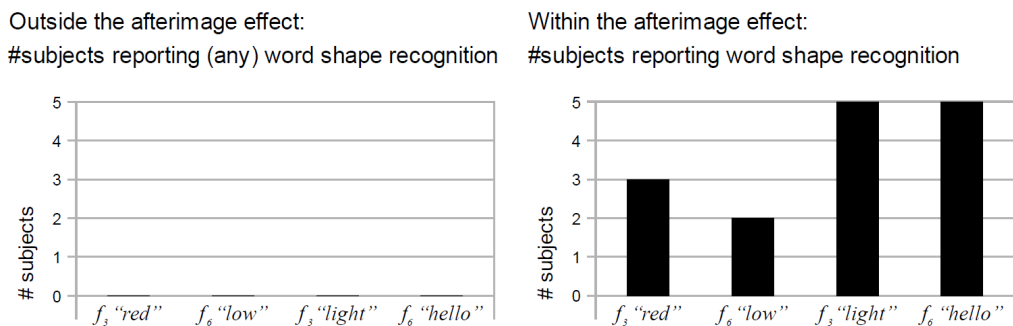 Outside the afterimage effect:
#subjects reporting (any) word shape recognition
5
4
3
2
1
0
# subjects
f₃ “red” f₆ “low” f₃ “light” f₆ “hello”
Within the afterimage effect:
#subjects reporting word shape recognition
5
4
3
2
1
0
# subjects
f₃ “red” f₆ “low” f₃ “light” f₆ “hello”